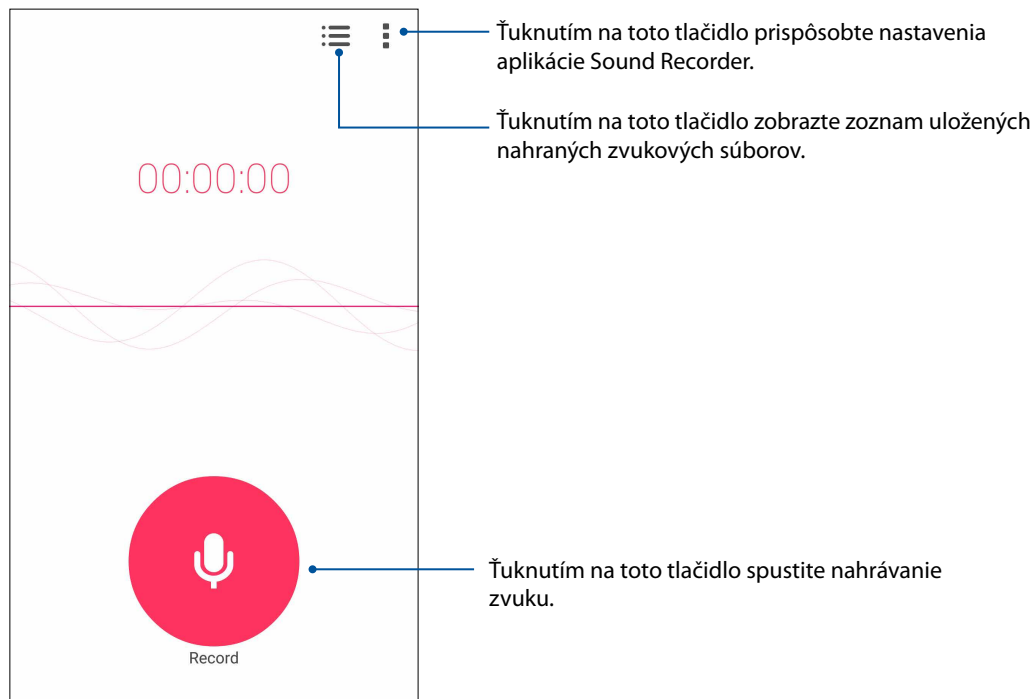 Ťuknutím na toto tlačidlo prispôsobte nastavenia
aplikácie Sound Recorder.
Ťuknutím na toto tlačidlo zobrazte zoznam uložených
nahraných zvukových súborov.
00:00:00
Ťuknutím na toto tlačidlo spustite nahrávanie
zvuku.
Record